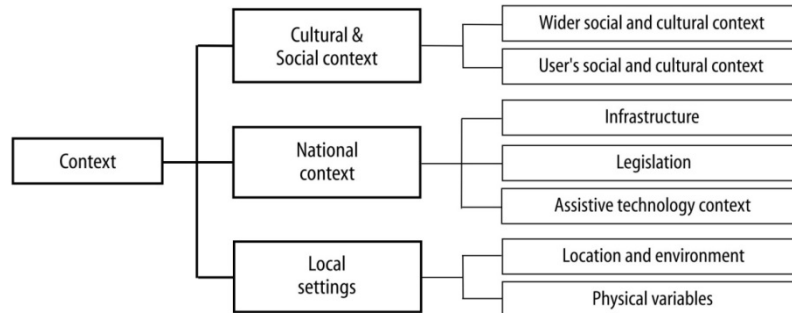 Context
Cultural &
Social context
Wider social and cultural context
User's social and cultural context
National
context
Infrastructure
Legislation
Assistive technology context
Local
settings
Location and environment
Physical variables